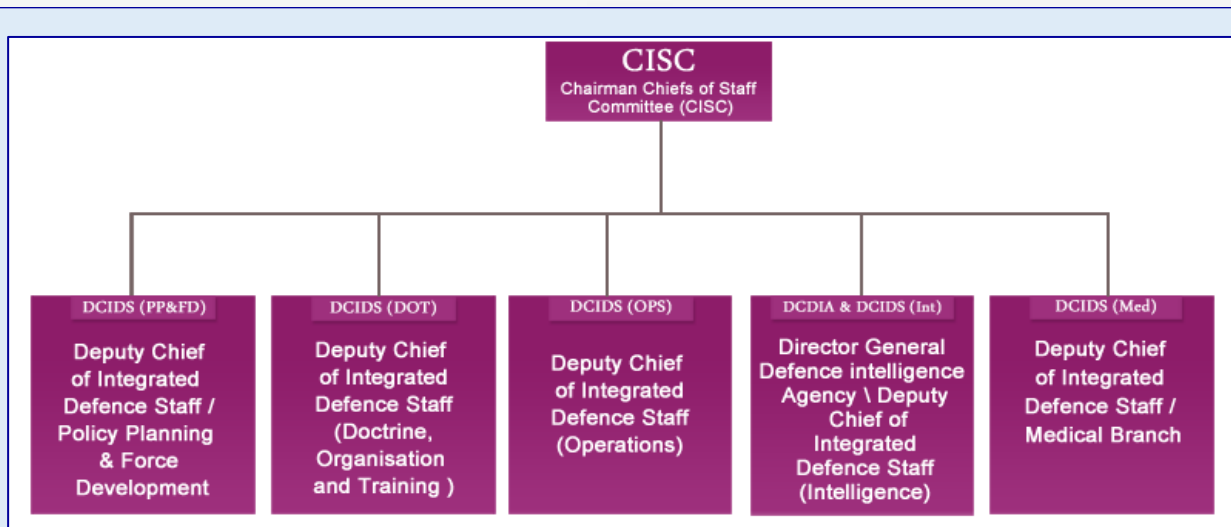 CISC
Chairman Chiefs of Staff
Committee (CISC)
DCIDS (PP&FD)
Deputy Chief
of Integrated
Defence Staff /
Policy Planning
& Force
Development
DCIDS (DOT)
Deputy Chief
of Integrated
Defence Staff
(Doctrine,
Organisation
and Training )
DCIDS (OPS)
Deputy Chief
of Integrated
Defence Staff
(Operations)
DCDIA & DCIDS (Int)
Director General
Defence intelligence
Agency \ Deputy
Chief of
Integrated
Defence Staff
(Intelligence)
DCIDS (Med)
Deputy Chief
of Integrated
Defence Staff /
Medical Branch